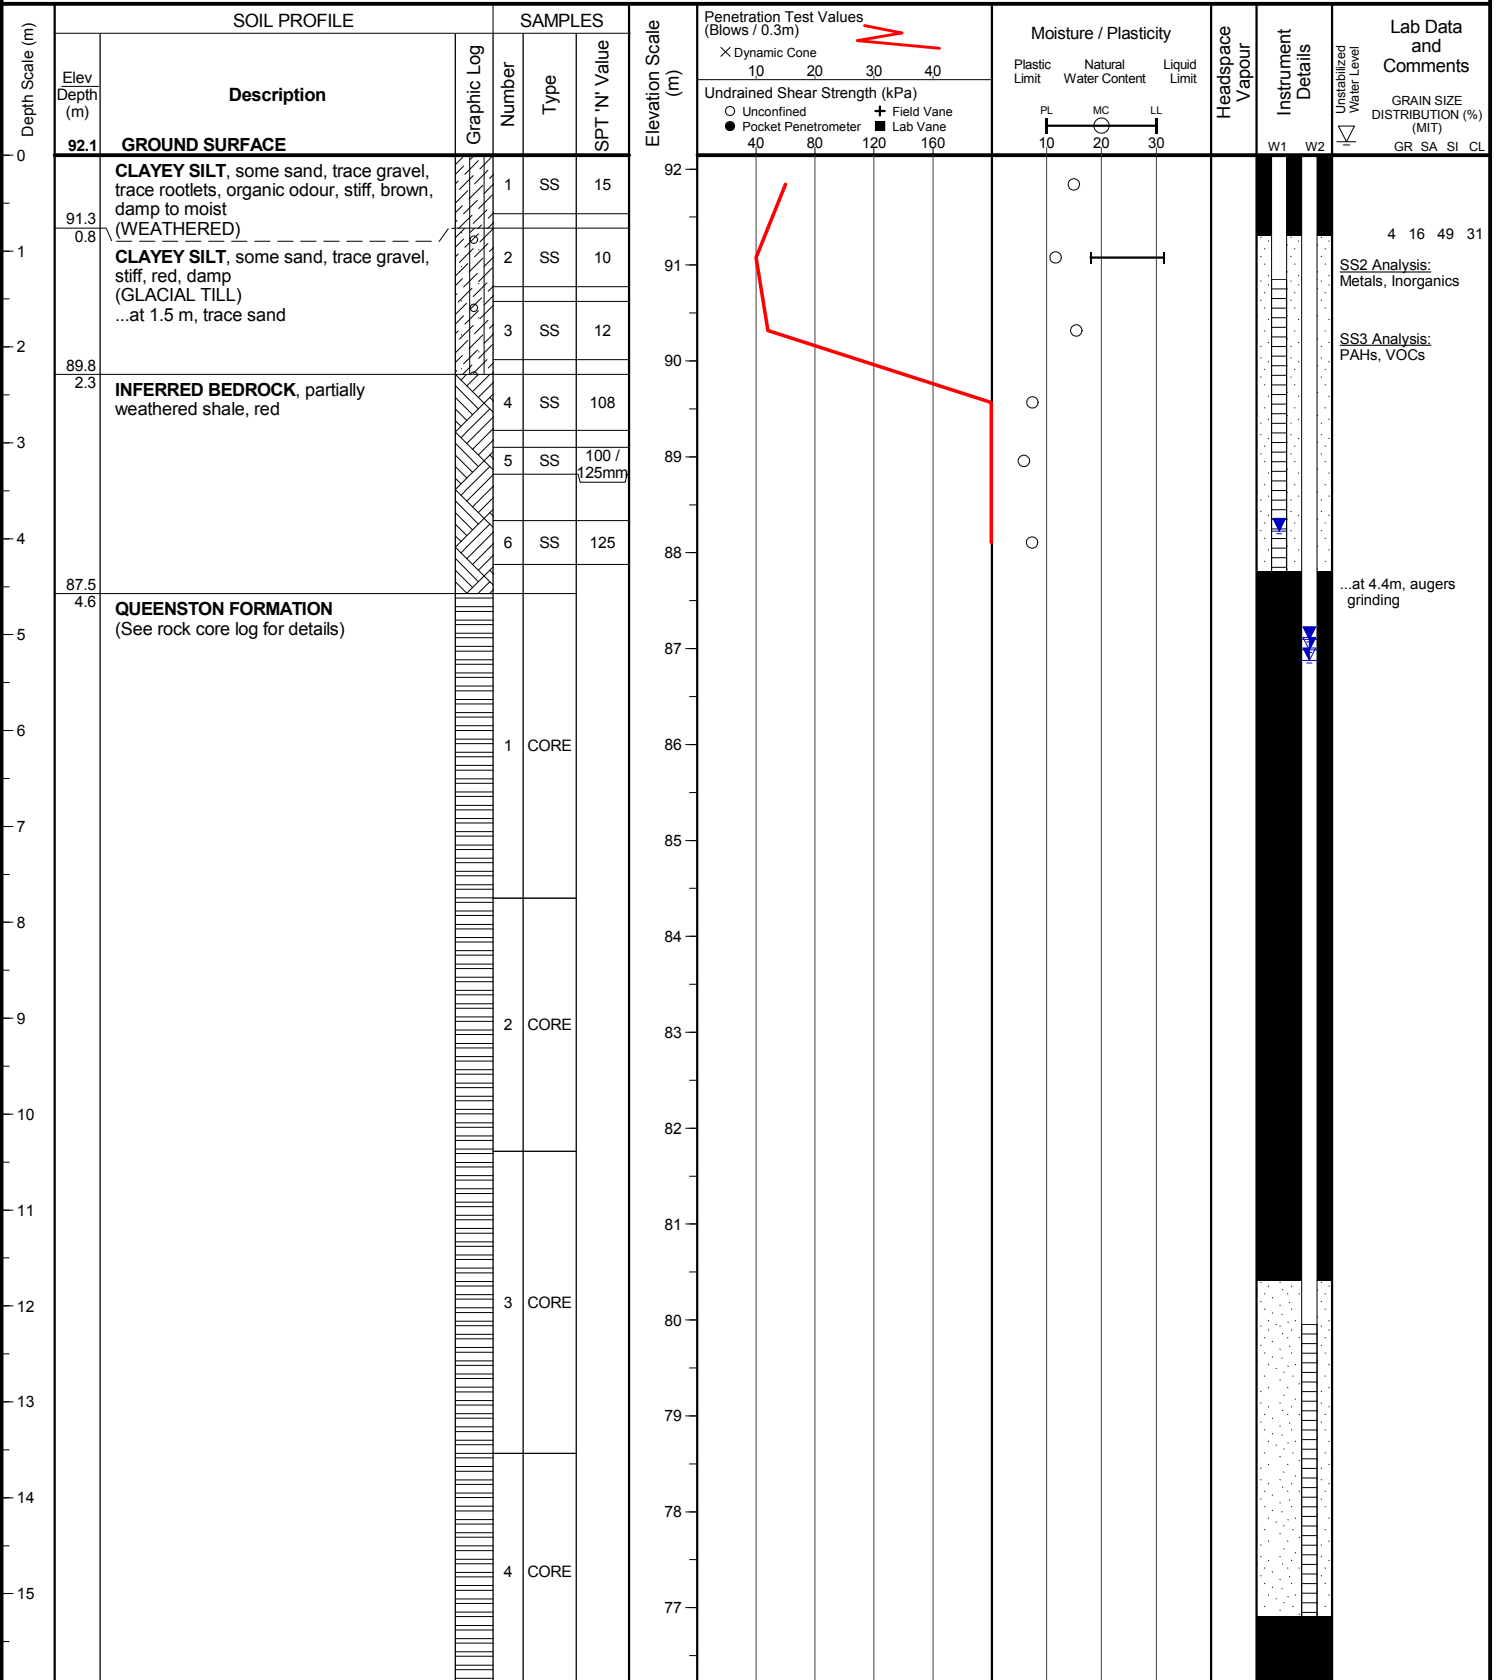 SOIL PROFILE
SAMPLES
Depth Scale (m)
Elev
Depth
(m)
Description
Graphic Log
Number
Type
SPT 'N' Value
Elevation Scale
(m)
Penetration Test Values
(Blows / 0.3m)
× Dynamic Cone
10 20 30 40
Undrained Shear Strength (kPa)
Unconfined
Field Vane
Pocket Penetrometer
Lab Vane
40 80 120 160
Moisture / Plasticity
Plastic
Limit
Natural
Water Content
Liquid
Limit
PL MC LL
10 20 30
Headspace
Vapour
Instrument
Details
W1 W2
Unstabilized
Water Level
Lab Data
and
Comments
GRAIN SIZE
DISTRIBUTION (%)
(MIT)
GR SA SI CL
92.1 GROUND SURFACE
CLAYEY SILT, some sand, trace gravel,
trace rootlets, organic odour, stiff, brown,
damp to moist
(WEATHERED)
91.3
0.8
CLAYEY SILT, some sand, trace gravel,
stiff, red, damp
(GLACIAL TILL)
...at 1.5 m, trace sand
89.8
2.3
INFERRED BEDROCK, partially
weathered shale, red
87.5
4.6
QUEENSTON FORMATION
(See rock core log for details)
1 SS 15
2 SS 10
3 SS 12
4 SS 108
5 SS 100 /
125mm
6 SS 125
1 CORE
2 CORE
3 CORE
4 CORE
0
1
2
3
4
5
6
7
8
9
10
11
12
13
14
15
92
91
90
89
88
87
86
85
84
83
82
81
80
79
78
77
4 16 49 31
SS2 Analysis:
Metals, Inorganics
SS3 Analysis:
PAHs, VOCs
...at 4.4m, augers
grinding